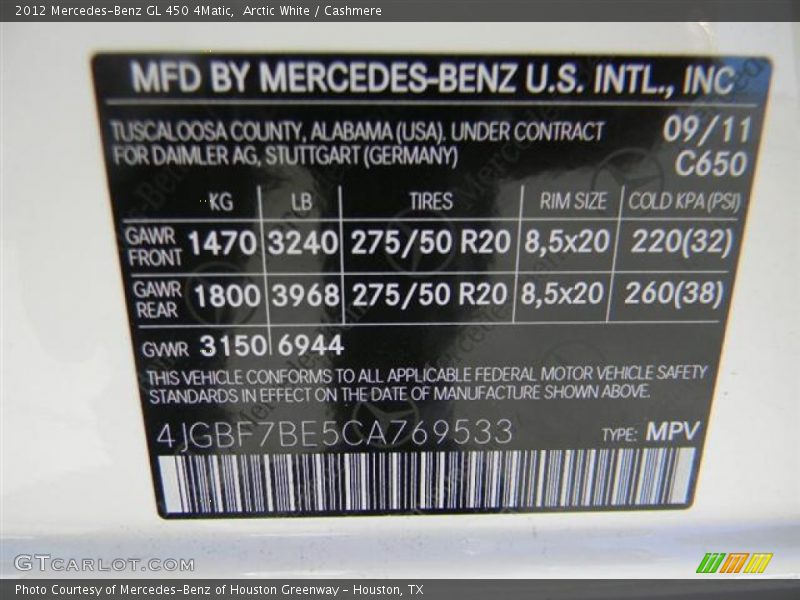 2012 Mercedes-Benz GL 450 4Matic,  Arctic White / Cashmere
MFD BY MERCEDES-BENZ U.S. INTL., INC
TUSCALOOSA COUNTY, ALABAMA (USA). UNDER CONTRACT 09/11
FOR DAIMLER AG, STUTTGART (GERMANY) C650
KG LB TIRES RIM SIZE COLD KPA (PSI)
GAWR FRONT 1470 3240 275/50 R20 8,5x20 220(32)
GAWR REAR 1800 3968 275/50 R20 8,5x20 260(38)
GVWR 3150 6944
THIS VEHICLE CONFORMS TO ALL APPLICABLE FEDERAL MOTOR VEHICLE SAFETY
STANDARDS IN EFFECT ON THE DATE OF MANUFACTURE SHOWN ABOVE.
4JGBF7BE5CA769533 TYPE: MPV
GTCARLOT.COM
Photo Courtesy of Mercedes-Benz of Houston Greenway - Houston, TX